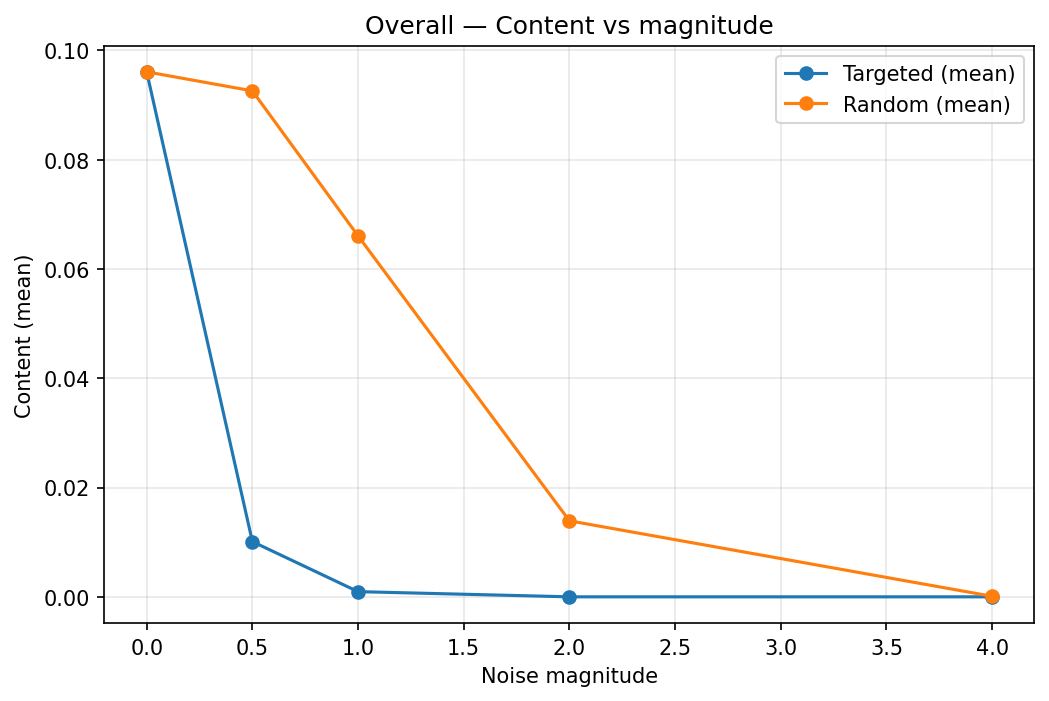 Overall — Content vs magnitude
Targeted (mean)
Random (mean)
Content (mean)
0.10
0.08
0.06
0.04
0.02
0.00
0.0 0.5 1.0 1.5 2.0 2.5 3.0 3.5 4.0
Noise magnitude